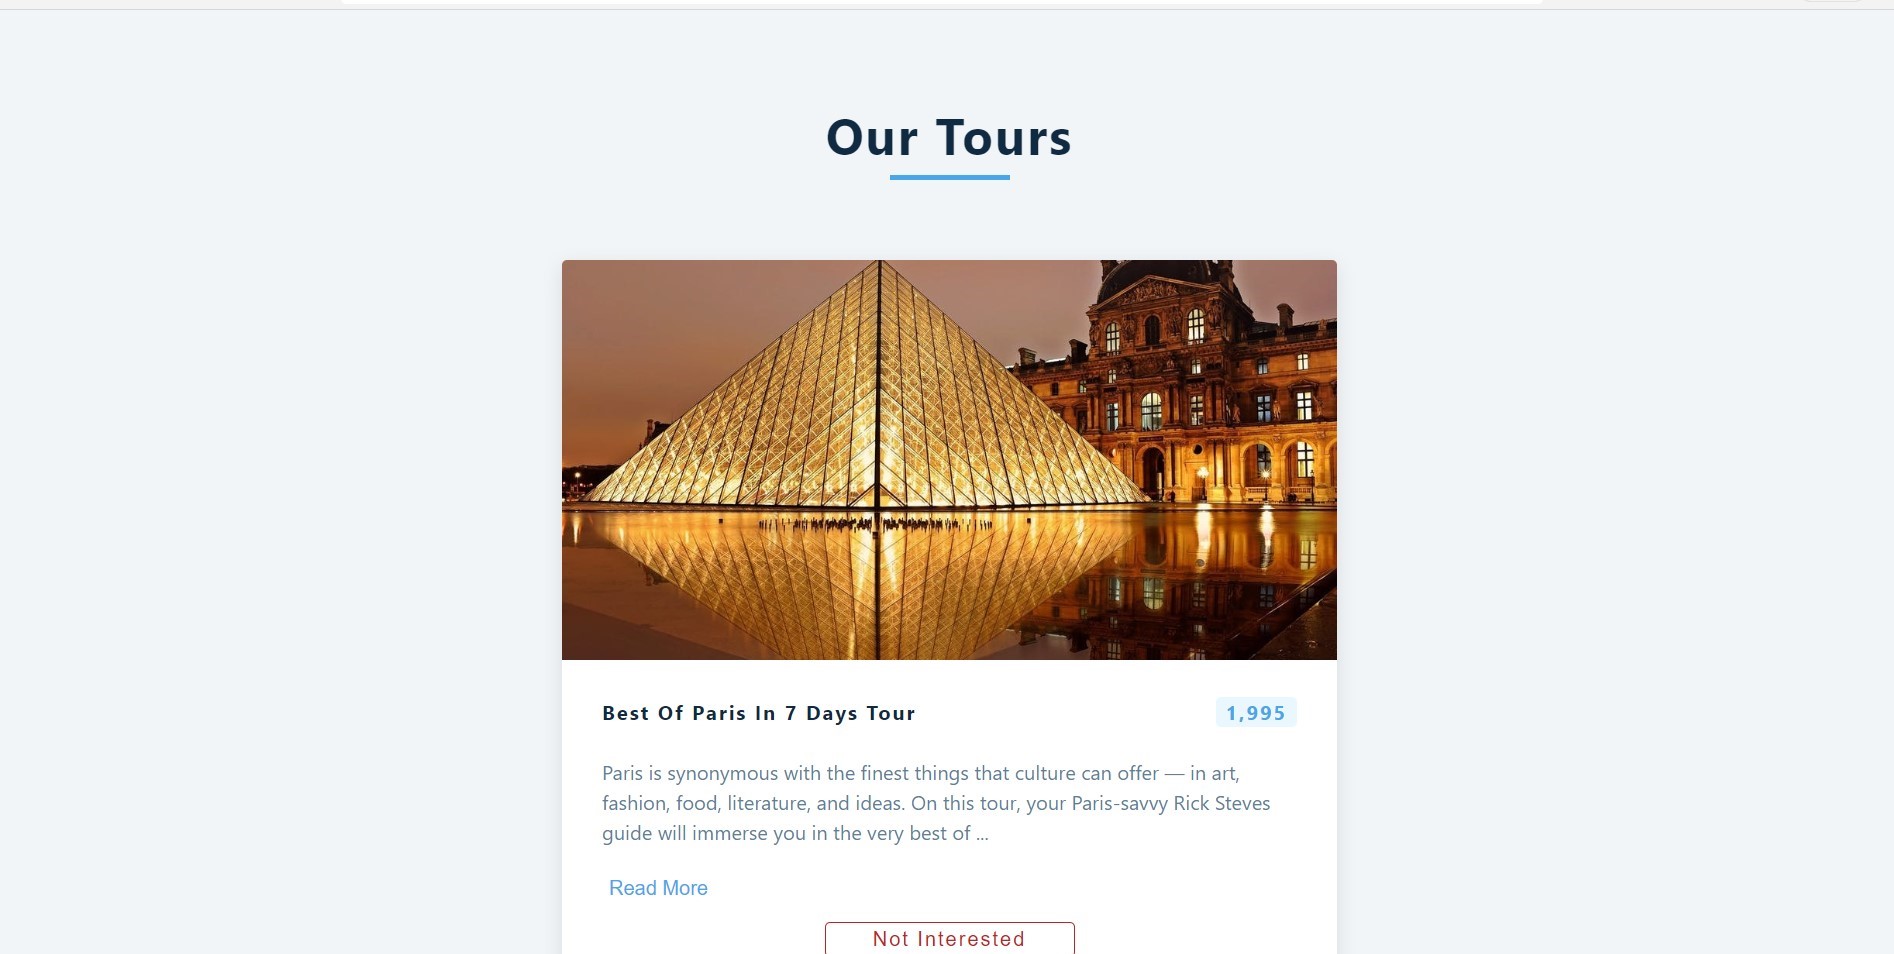 Our Tours
Best Of Paris In 7 Days Tour
1,995
Paris is synonymous with the finest things that culture can offer — in art,
fashion, food, literature, and ideas. On this tour, your Paris-savvy Rick Steves
guide will immerse you in the very best of ...
Read More
Not Interested